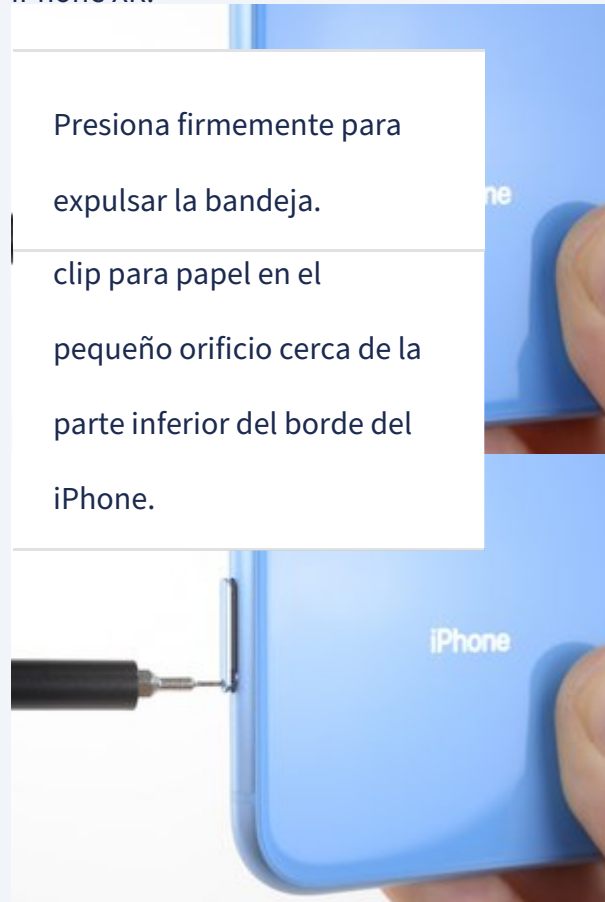 Presiona firmemente para
expulsar la bandeja.
clip para papel en el
pequeño orificio cerca de la
parte inferior del borde del
iPhone.
iPhone